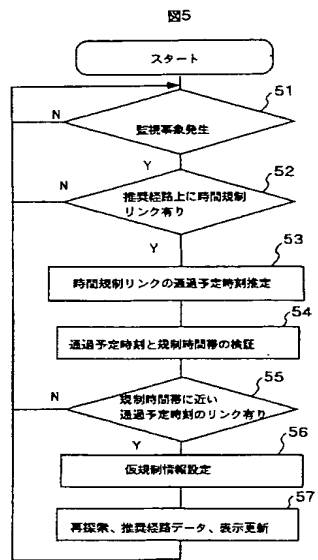 図5
スタート
51
N
監視事象発生
Y
52
N
推奨経路上に時間規制
リンク有り
Y
53
時間規制リンクの通過予定時刻推定
54
通過予定時刻と規制時間帯の検証
55
N
規制時間帯に近い
通過予定時刻のリンク有り
Y
56
仮規制情報設定
57
再探索、推奨経路データ、表示更新